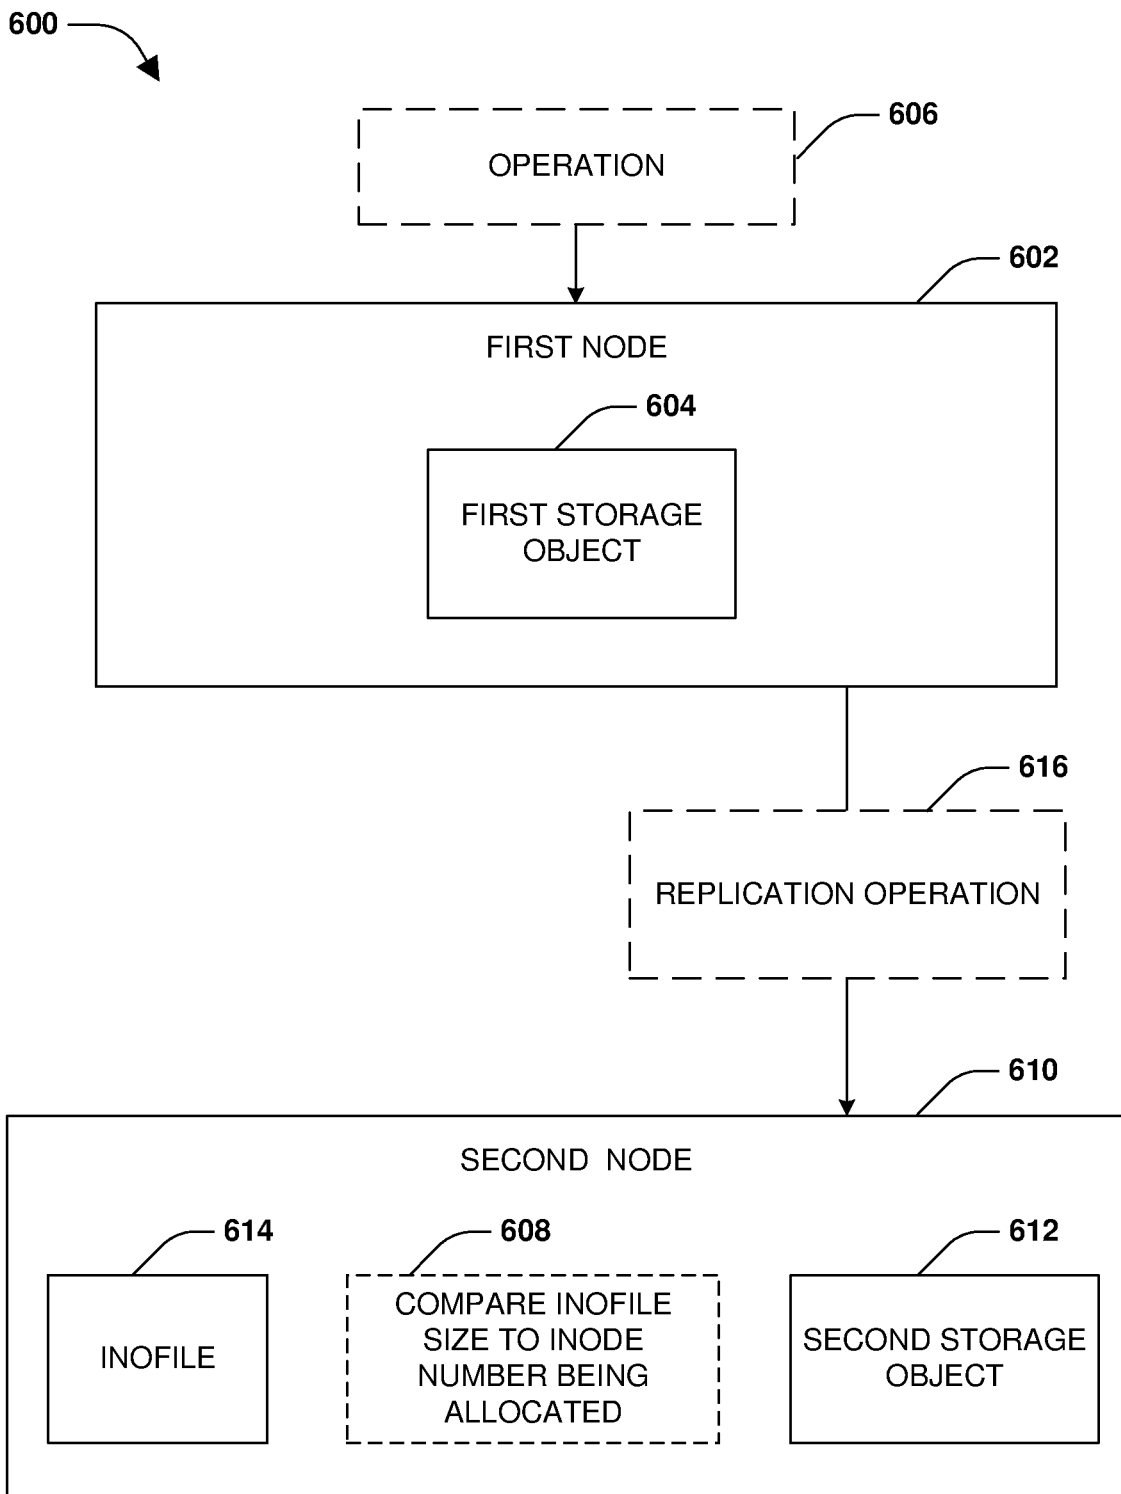 600
606
OPERATION
602
FIRST NODE
604
FIRST STORAGE
OBJECT
616
REPLICATION OPERATION
610
SECOND NODE
614
608
612
INOFILE
COMPARE INOFILE
SIZE TO INODE
NUMBER BEING
ALLOCATED
SECOND STORAGE
OBJECT